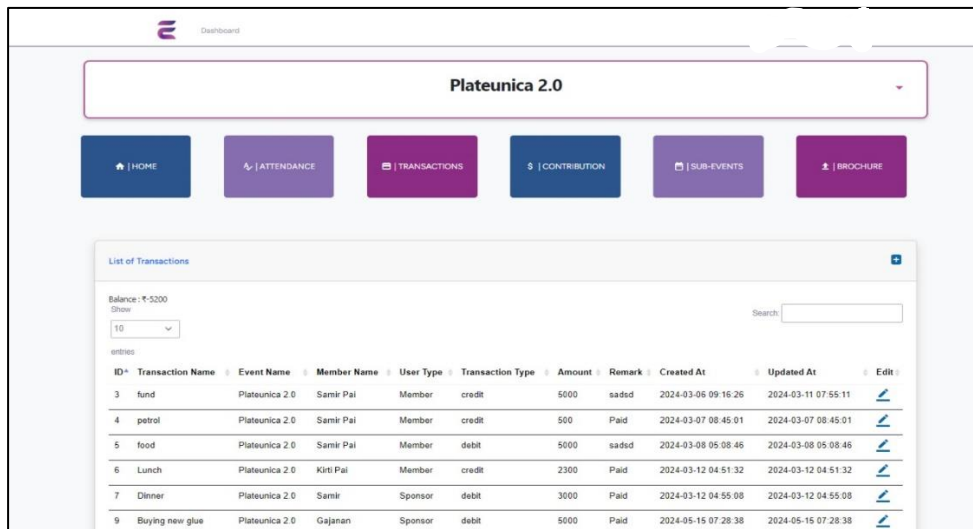 Dashboard
Plateunica 2.0
| HOME
| ATTENDANCE
| TRANSACTIONS
$ | CONTRIBUTION
| SUB-EVENTS
| BROCHURE
List of Transactions
Balance : ₹-5200
Show
10
entries
Search:
ID Transaction Name Event Name Member Name User Type Transaction Type Amount Remark Created At Updated At Edit
3 fund Plateunica 2.0 Samir Pai Member credit 5000 sadsd 2024-03-06 09:16:26 2024-03-11 07:55:11
4 petrol Plateunica 2.0 Samir Pai Member credit 500 Paid 2024-03-07 08:45:01 2024-03-07 08:45:01
5 food Plateunica 2.0 Samir Pai Member debit 5000 sadsd 2024-03-08 05:08:46 2024-03-08 05:08:46
6 Lunch Plateunica 2.0 Kirti Pai Member credit 2300 Paid 2024-03-12 04:51:32 2024-03-12 04:51:32
7 Dinner Plateunica 2.0 Samir Sponsor debit 3000 Paid 2024-03-12 04:55:08 2024-03-12 04:55:08
9 Buying new glue Plateunica 2.0 Gajanan Sponsor debit 5000 Paid 2024-05-15 07:28:38 2024-05-15 07:28:38